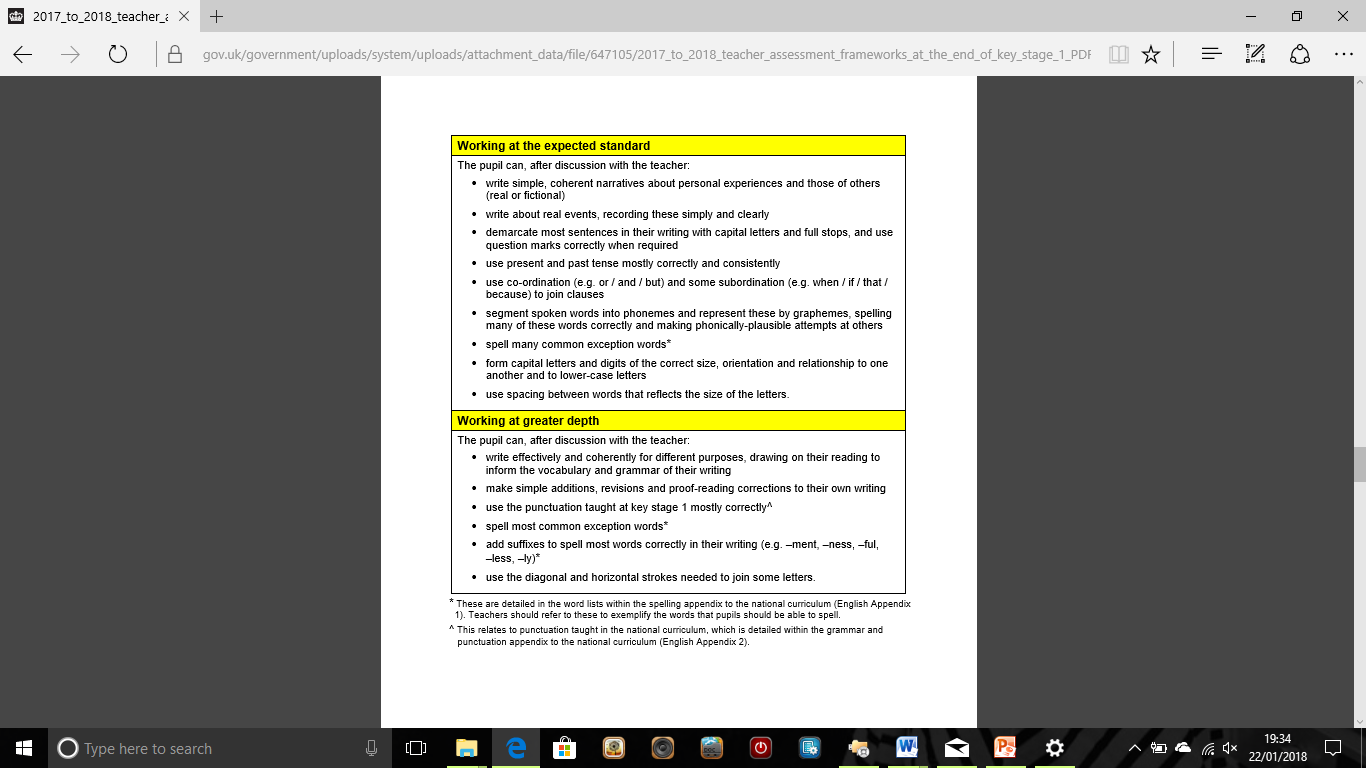 2017_to_2018_teacher_a
gov.uk/government/uploads/system/uploads/attachment_data/file/647105/2017_to_2018_teacher_assessment_frameworks_at_the_end_of_key_stage_1_PDF
Working at the expected standard
The pupil can, after discussion with the teacher:
• write simple, coherent narratives about personal experiences and those of others
(real or fictional)
• write about real events, recording these simply and clearly
• demarcate most sentences in their writing with capital letters and full stops, and use
question marks correctly when required
• use present and past tense mostly correctly and consistently
• use co-ordination (e.g. or / and / but) and some subordination (e.g. when / if / that /
because) to join clauses
• segment spoken words into phonemes and represent these by graphemes, spelling
many of these words correctly and making phonically-plausible attempts at others
• spell many common exception words*
• form capital letters and digits of the correct size, orientation and relationship to one
another and to lower-case letters
• use spacing between words that reflects the size of the letters.
Working at greater depth
The pupil can, after discussion with the teacher:
• write effectively and coherently for different purposes, drawing on their reading to
inform the vocabulary and grammar of their writing
• make simple additions, revisions and proof-reading corrections to their own writing
• use the punctuation taught at key stage 1 mostly correctly^
• spell most common exception words*
• add suffixes to spell most words correctly in their writing (e.g. –ment, –ness, –ful,
–less, –ly)*
• use the diagonal and horizontal strokes needed to join some letters.
* These are detailed in the word lists within the spelling appendix to the national curriculum (English Appendix
1). Teachers should refer to these to exemplify the words that pupils should be able to spell.
^ This relates to punctuation taught in the national curriculum, which is detailed within the grammar and
punctuation appendix to the national curriculum (English Appendix 2).
Type here to search
19:34
22/01/2018